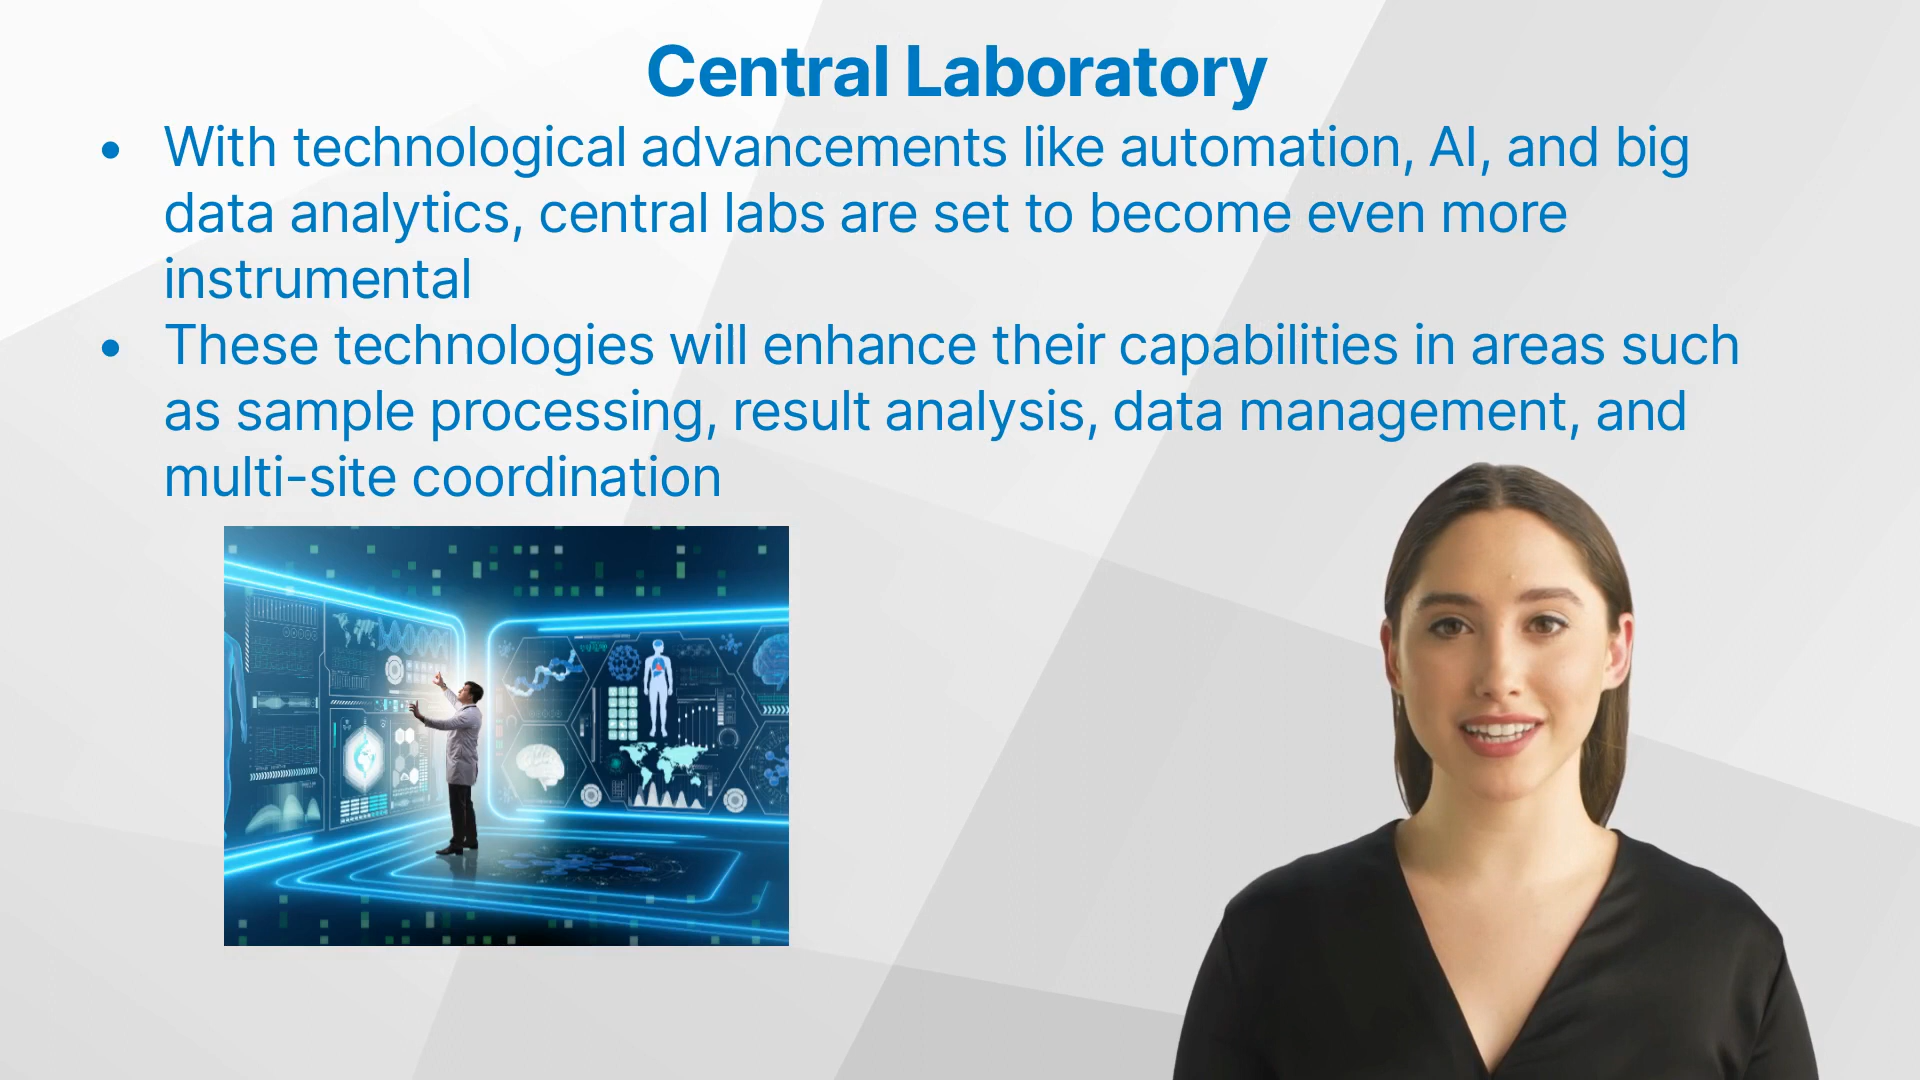 Central Laboratory
• With technological advancements like automation, AI, and big
data analytics, central labs are set to become even more
instrumental
• These technologies will enhance their capabilities in areas such
as sample processing, result analysis, data management, and
multi-site coordination